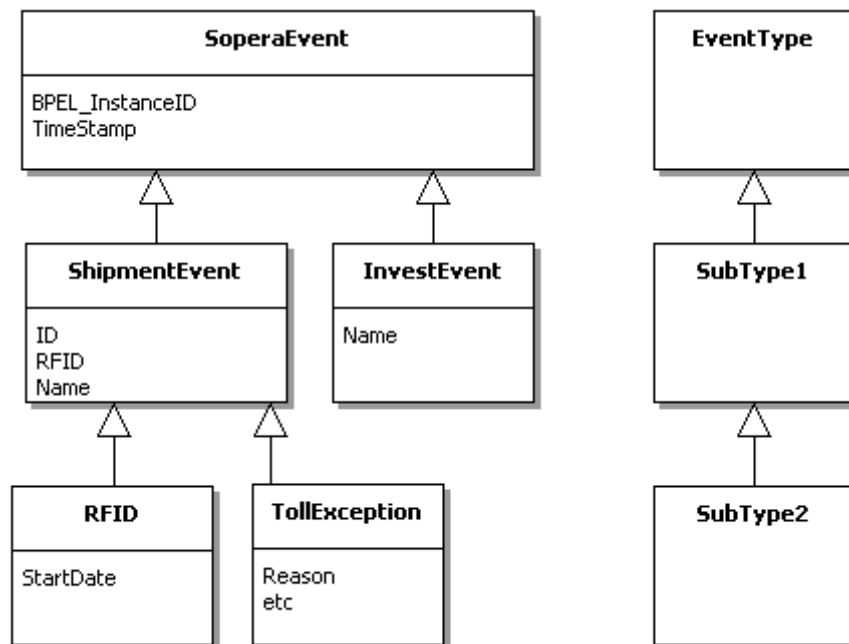 SoperaEvent
BPEL_InstanceID
TimeStamp
EventType
ShipmentEvent
ID
RFID
Name
InvestEvent
Name
SubType1
RFID
StartDate
TollException
Reason
etc
SubType2